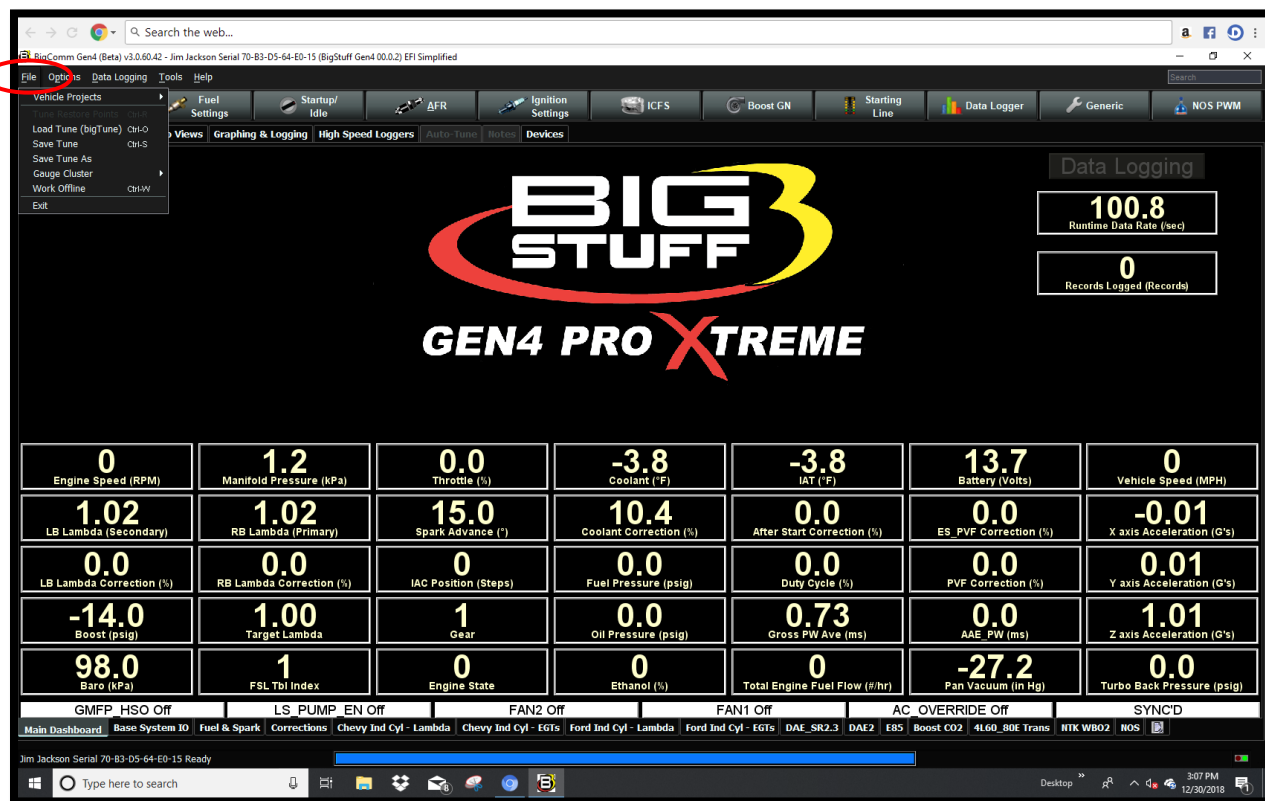 Search the web...
BigComm Gen4 (Beta) v3.0.60.42 - Jim Jackson Serial 70-B3-D5-64-E0-15 (BigStuff Gen4 00.0.2) EFI Simplified
File Options Data Logging Tools Help
Search
Vehicle Projects
Tune Restore Points Ctrl-R
Load Tune (bigTune) Ctrl-O
Save Tune Ctrl-S
Save Tune As
Gauge Cluster
Work Offline Ctrl-W
Exit
Fuel Settings
Startup/ Idle
AFR
Ignition Settings
ICFS
Boost GN
Starting Line
Data Logger
Generic
NOS PWM
Views Graphing & Logging High Speed Loggers Auto-Tune Notes Devices
Data Logging
BIG
STUFF
3
GEN4 PRO XTREME
100.8
Runtime Data Rate (/sec)
0
Records Logged (Records)
0 1.2 0.0 -3.8 -3.8 13.7 0
Engine Speed (RPM) Manifold Pressure (kPa) Throttle (%) Coolant (°F) IAT (°F) Battery (Volts) Vehicle Speed (MPH)
1.02 1.02 15.0 10.4 0.0 0.0 -0.01
LB Lambda (Secondary) RB Lambda (Primary) Spark Advance (°) Coolant Correction (%) After Start Correction (%) ES_PVF Correction (%) X axis Acceleration (G's)
0.0 0.0 0 0.0 0.0 0.0 0.01
LB Lambda Correction (%) RB Lambda Correction (%) IAC Position (Steps) Fuel Pressure (psig) Duty Cycle (%) PVF Correction (%) Y axis Acceleration (G's)
-14.0 1.00 1 0.0 0.73 0.0 1.01
Boost (psig) Target Lambda Gear Oil Pressure (psig) Gross PW Ave (ms) AAE_PW (ms) Z axis Acceleration (G's)
98.0 1 0 0 0 -27.2 0.0
Baro (kPa) FSL Tbl Index Engine State Ethanol (%) Total Engine Fuel Flow (#/hr) Pan Vacuum (in Hg) Turbo Back Pressure (psig)
GMFP_HSO Off LS_PUMP_EN Off FAN2 Off FAN1 Off AC_OVERRIDE Off SYNC'D
Main Dashboard Base System IO Fuel & Spark Corrections Chevy Ind Cyl - Lambda Chevy Ind Cyl - EGTs Ford Ind Cyl - Lambda Ford Ind Cyl - EGTs DAE_SR2.3 DAE2 E85 Boost CO2 4L60_80E Trans NTK WBO2 NOS
Jim Jackson Serial 70-B3-D5-64-E0-15 Ready
Type here to search
Desktop
3:07 PM
12/30/2018